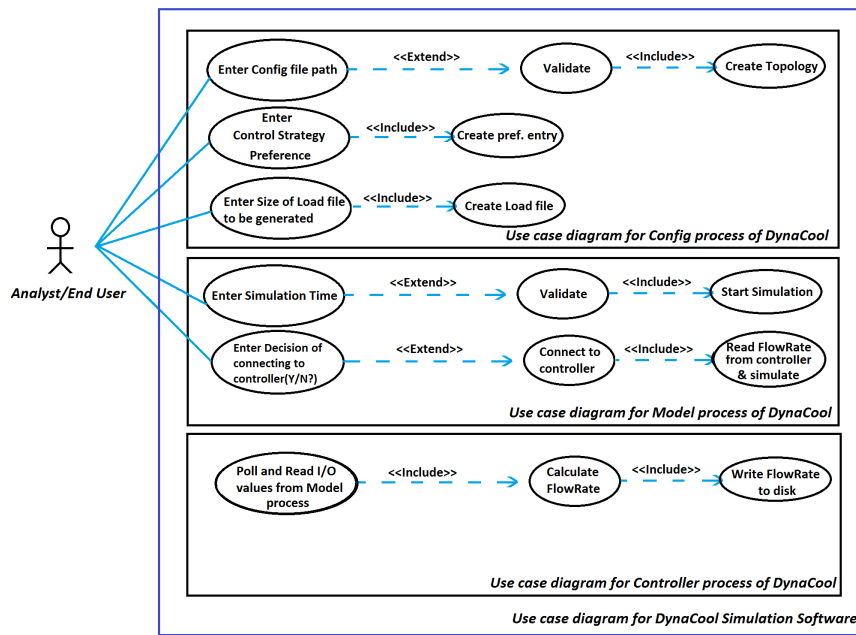 Enter Config file path
<<Extend>>
Validate
<<Include>>
Create Topology
Enter
Control Strategy
Preference
<<Include>>
Create pref. entry
Enter Size of Load file
to be generated
<<Include>>
Create Load file
Use case diagram for Config process of DynaCool
Analyst/End User
Enter Simulation Time
<<Extend>>
Validate
<<Include>>
Start Simulation
Enter Decision of
connecting to
controller(Y/N?)
<<Extend>>
Connect to
controller
<<Include>>
Read FlowRate
from controller
& simulate
Use case diagram for Model process of DynaCool
Poll and Read I/O
values from Model
process
<<Include>>
Calculate
FlowRate
<<Include>>
Write FlowRate
to disk
Use case diagram for Controller process of DynaCool
Use case diagram for DynaCool Simulation Software